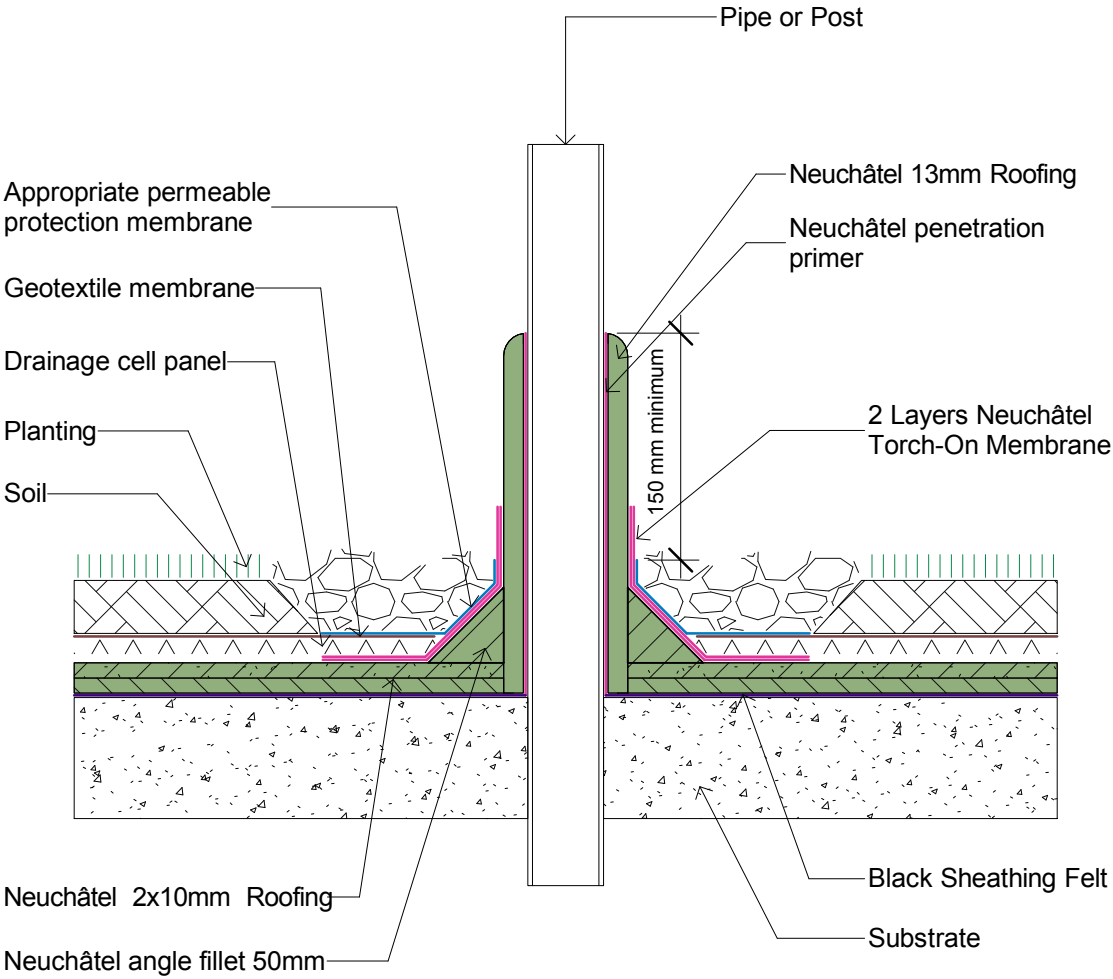 Pipe or Post
Appropriate permeable
protection membrane
Geotextile membrane
Drainage cell panel
Planting
Soil
Neuchâtel 13mm Roofing
Neuchâtel penetration
primer
150 mm minimum
2 Layers Neuchâtel
Torch-On Membrane
Neuchâtel 2x10mm Roofing
Neuchâtel angle fillet 50mm
Black Sheathing Felt
Substrate